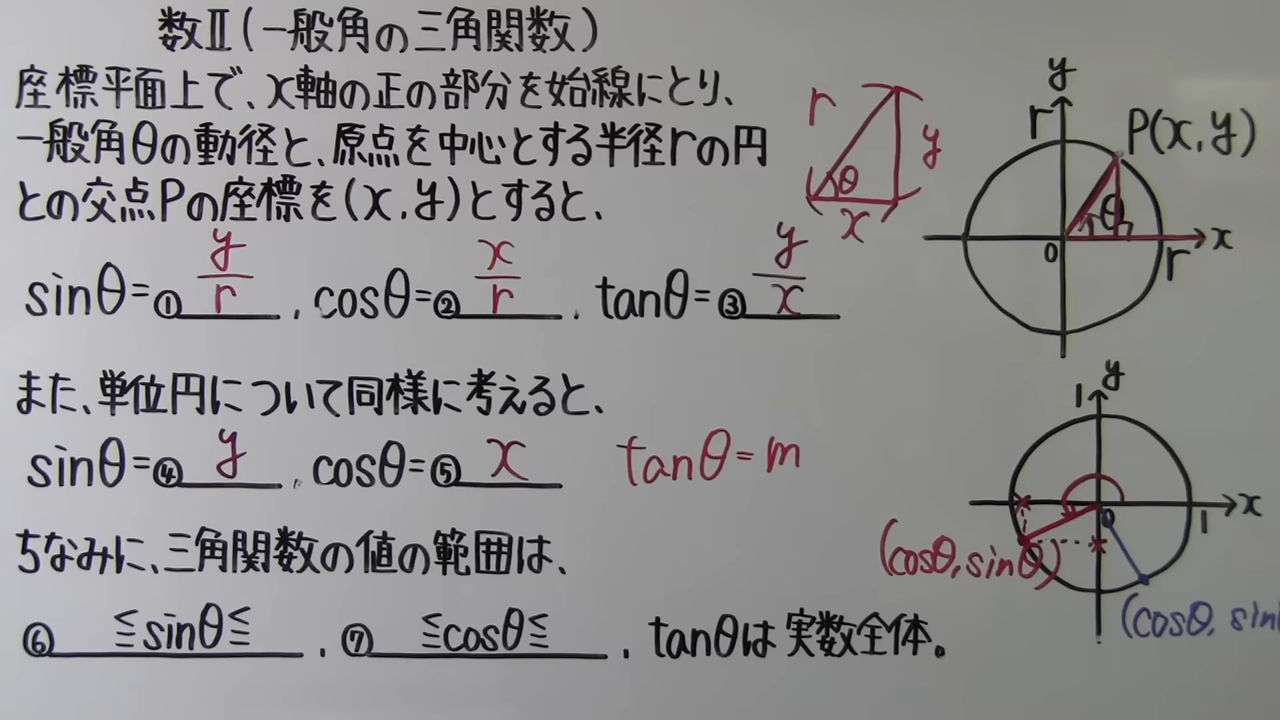 数Ⅱ(一般角の三角関数)
座標平面上で、x軸の正の部分を始線にとり、
一般角θの動径と、原点を中心とする半径rの円
との交点Pの座標を(x,y)とすると、
sinθ=① y/r , cosθ=② x/r , tanθ=③ y/x
r
θ
x
y
y
r
P(x,y)
θ
0
r
x
また、単位円について同様に考えると、
sinθ=④ y , cosθ=⑤ x tanθ=m
y
1
0
1
x
(cosθ,sinθ)
(cosθ, sin
ちなみに、三角関数の値の範囲は、
⑥ ≦sinθ≦ , ⑦ ≦cosθ≦ , tanθは実数全体。